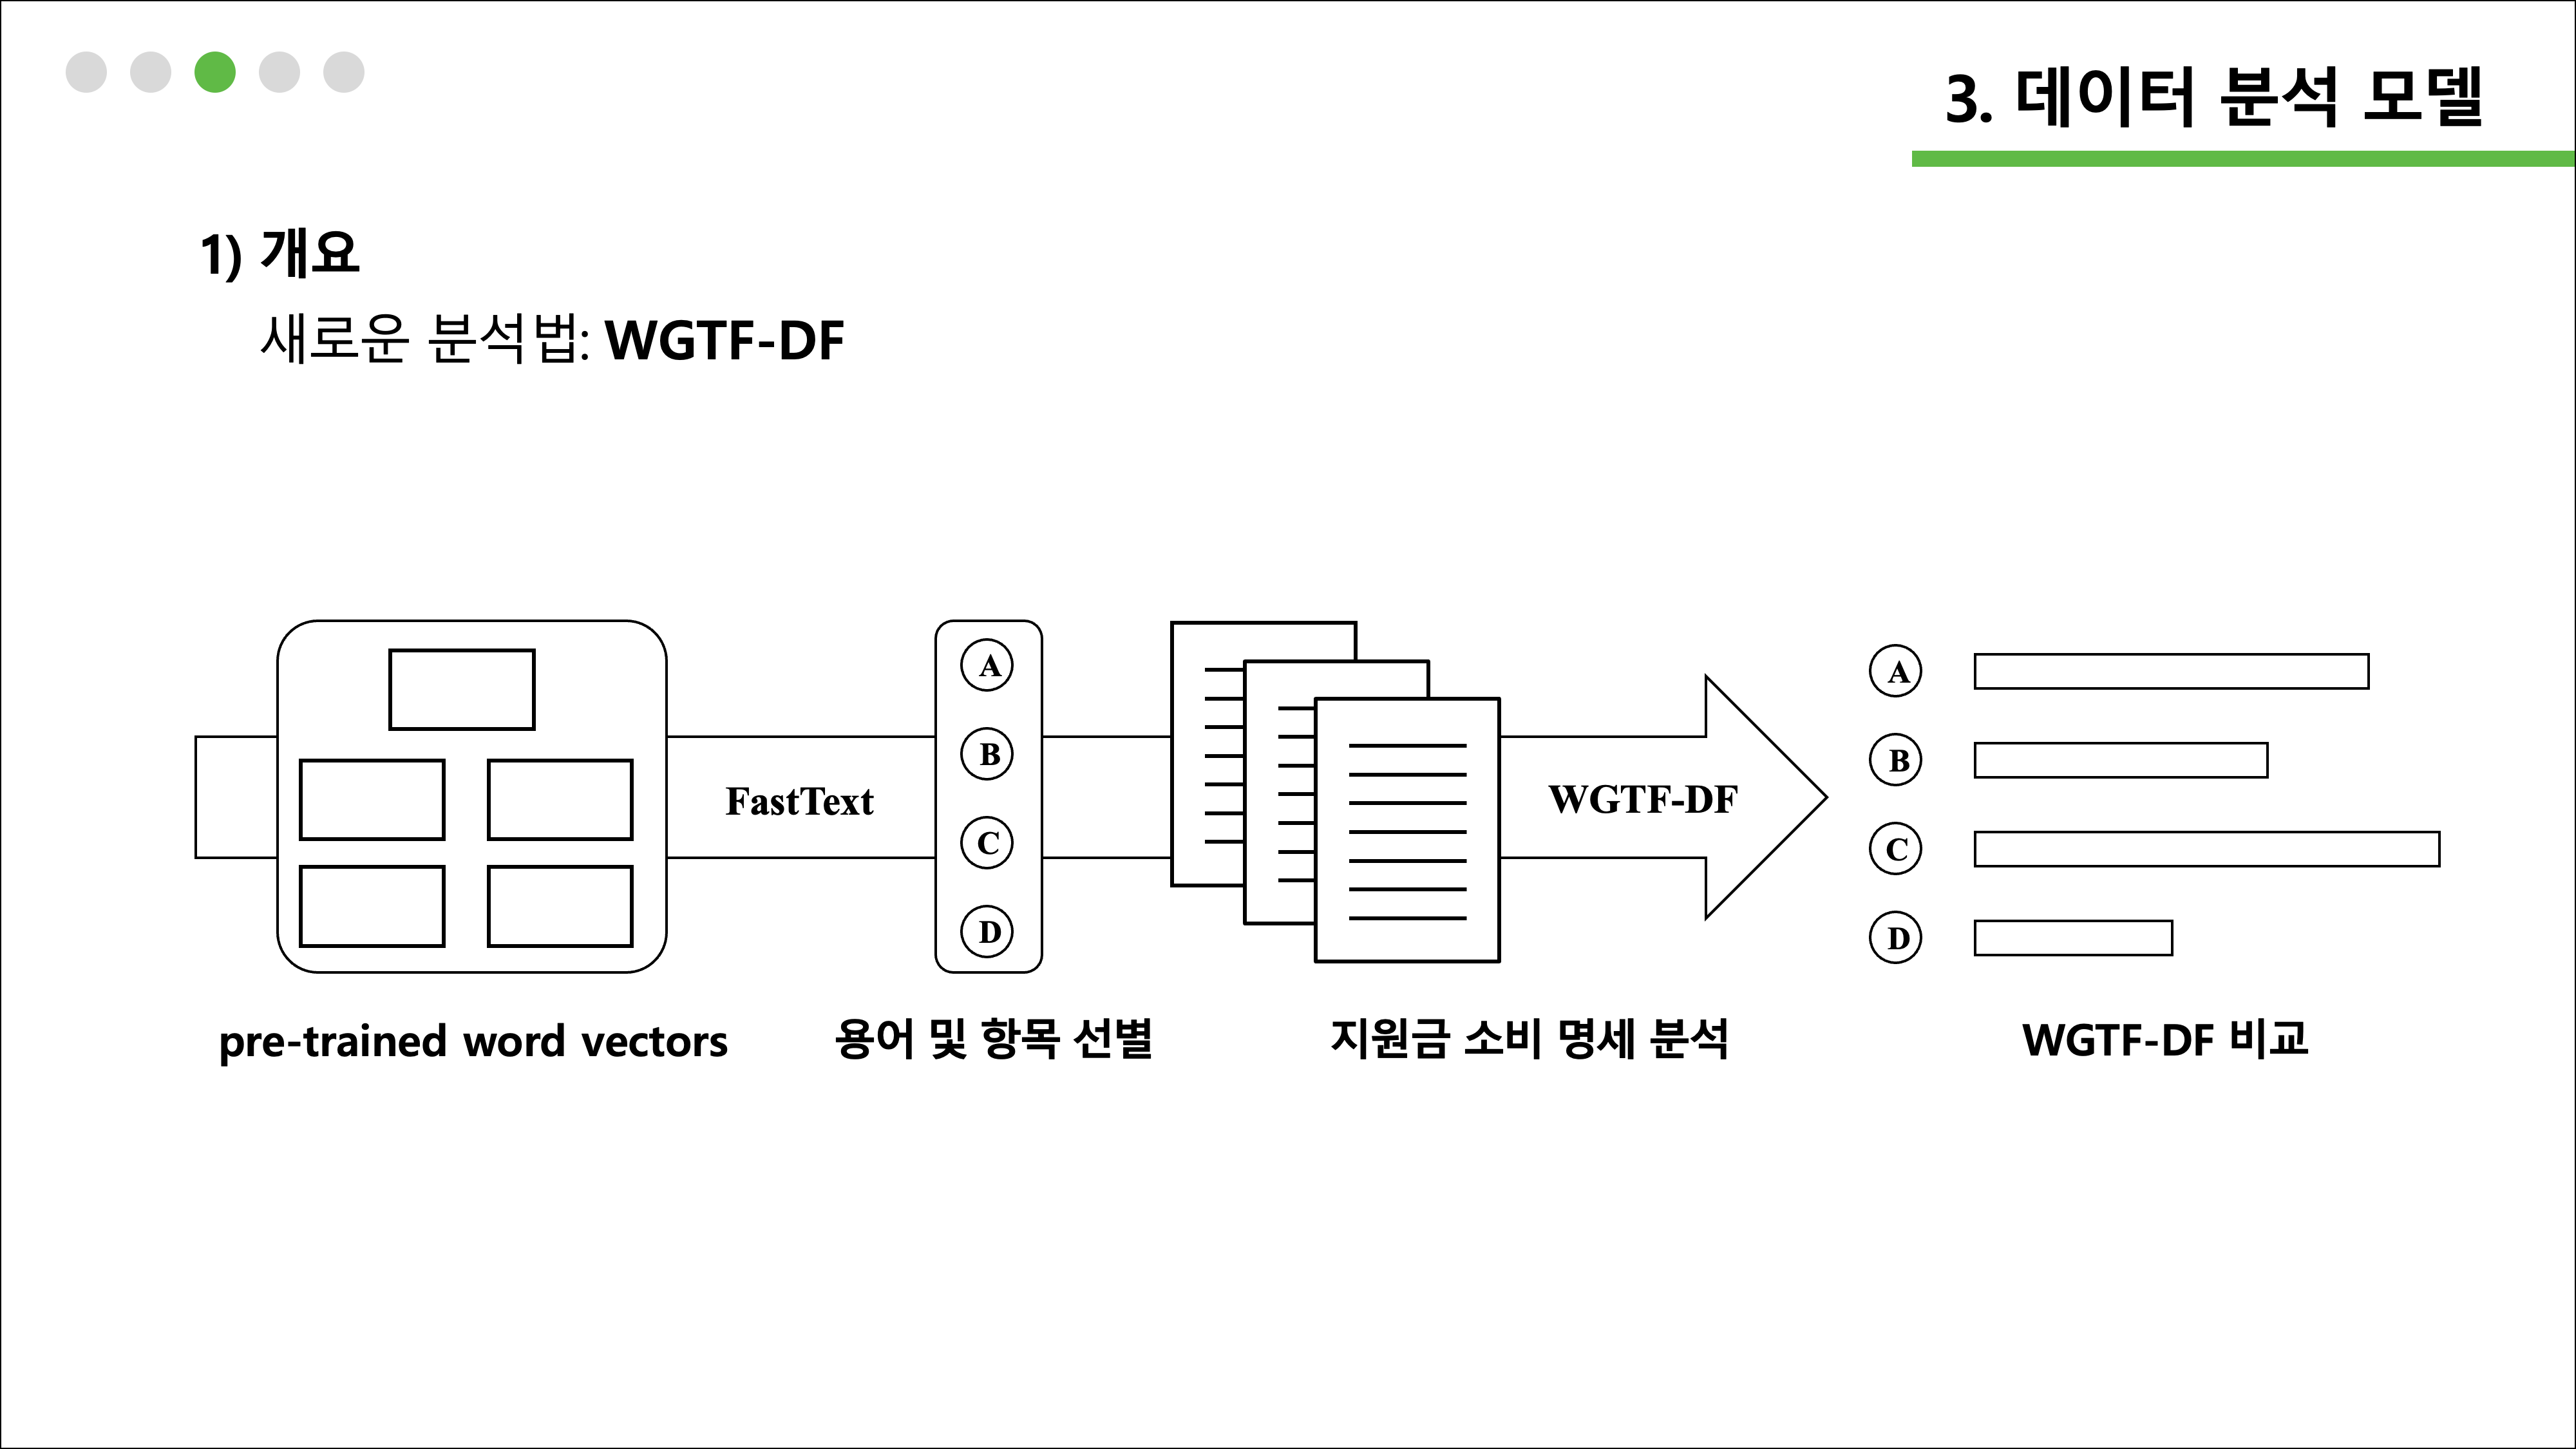 3. 데이터 분석 모델
1) 개요
새로운 분석법: WGTF-DF
FastText
A
B
C
D
WGTF-DF
A
B
C
D
pre-trained word vectors
용어 및 항목 선별
지원금 소비 명세 분석
WGTF-DF 비교